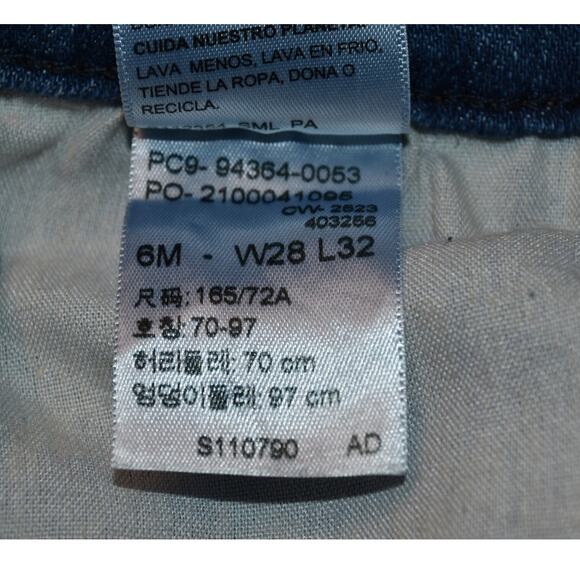 CUIDA NUESTRO PLANETA:
LAVA MENOS, LAVA EN FRIO,
TIENDE LA ROPA, DONA O
RECICLA.
SML PA
PC9- 94364-0053
PO- 2100041095
CW- 2523
403256
6M - W28 L32
尺码: 165/72A
호칭 70-97
허리둘레: 70 cm
엉덩이둘레: 97 cm
S110790 AD